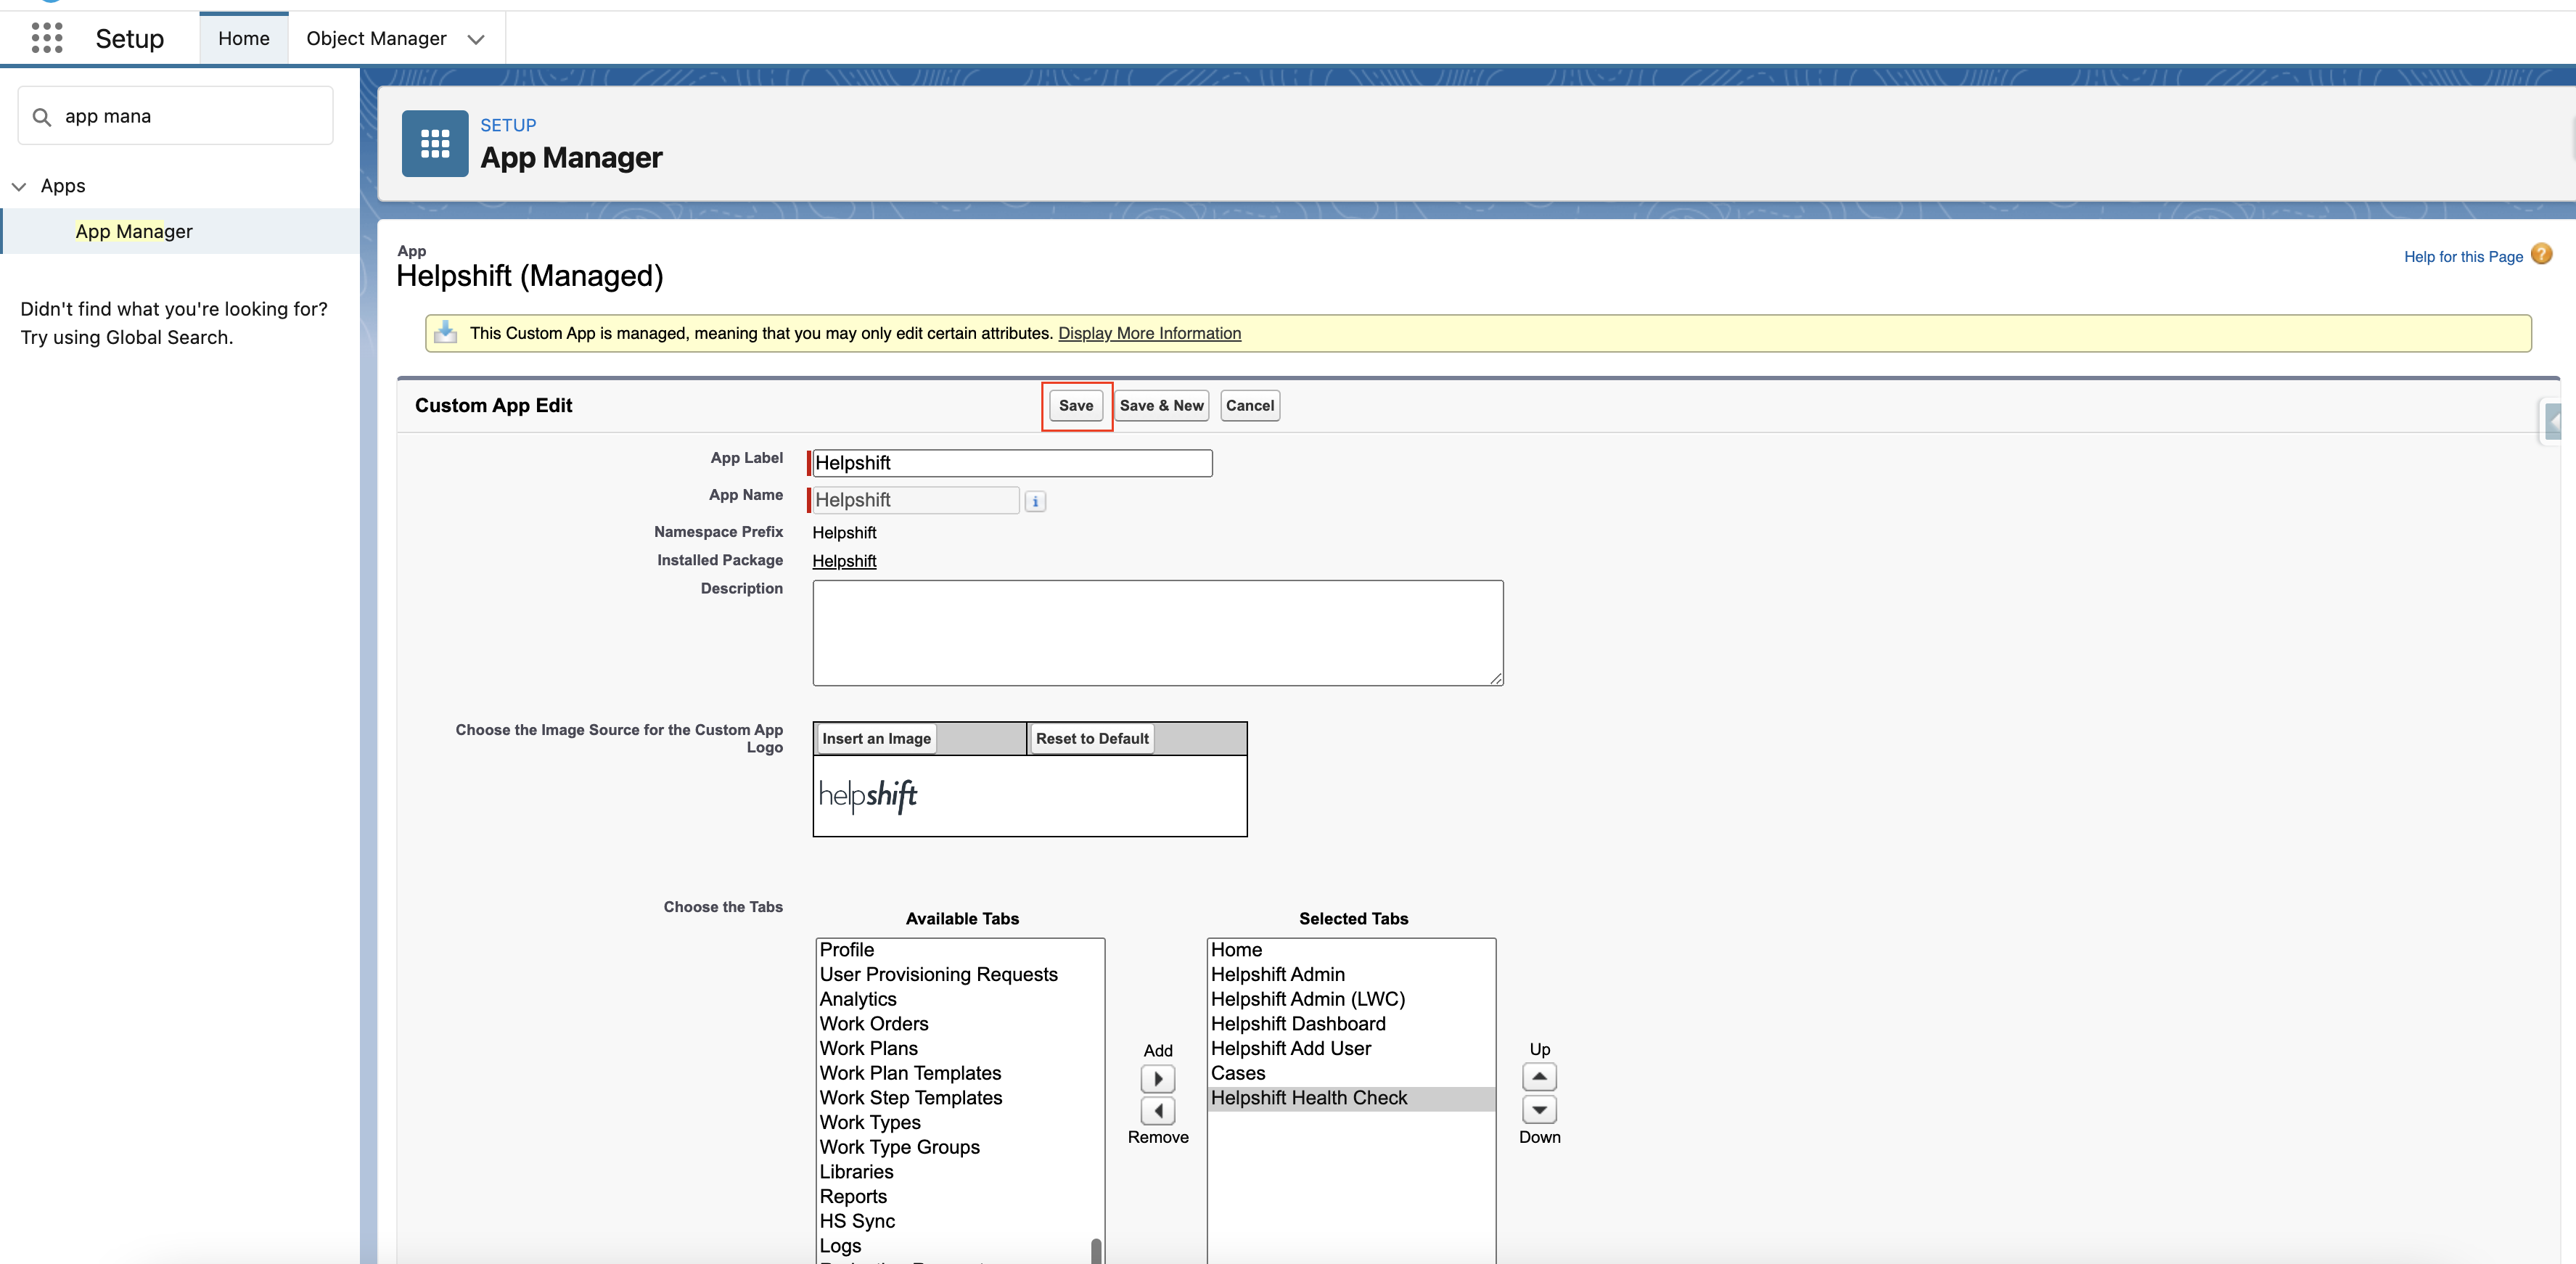 Setup
Home
Object Manager
app mana
Apps
App Manager
Didn't find what you're looking for?
Try using Global Search.
SETUP
App Manager
App
Helpshift (Managed)
Help for this Page
?
This Custom App is managed, meaning that you may only edit certain attributes. Display More Information
Custom App Edit
Save
Save & New
Cancel
App Label
Helpshift
App Name
Helpshift
i
Namespace Prefix
Helpshift
Installed Package
Helpshift
Description
Choose the Image Source for the Custom App
Logo
Insert an Image
Reset to Default
helpshift
Choose the Tabs
Available Tabs
Profile
User Provisioning Requests
Analytics
Work Orders
Work Plans
Work Plan Templates
Work Step Templates
Work Types
Work Type Groups
Libraries
Reports
HS Sync
Logs
Add
Remove
Selected Tabs
Home
Helpshift Admin
Helpshift Admin (LWC)
Helpshift Dashboard
Helpshift Add User
Cases
Helpshift Health Check
Up
Down